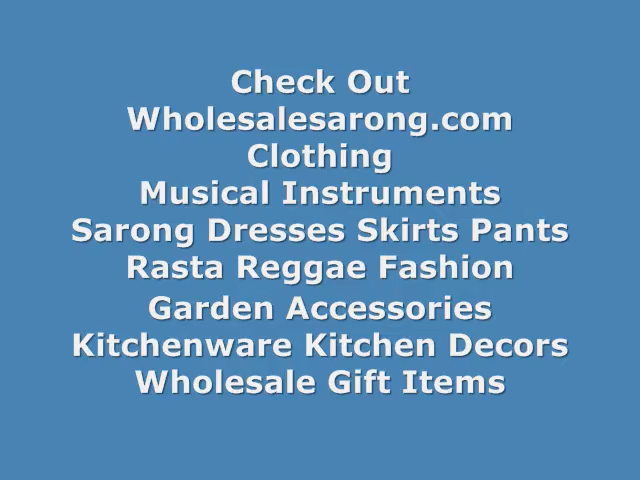 Check Out
Wholesalesarong.com
Clothing
Musical Instruments
Sarong Dresses Skirts Pants
Rasta Reggae Fashion
Garden Accessories
Kitchenware Kitchen Decors
Wholesale Gift Items